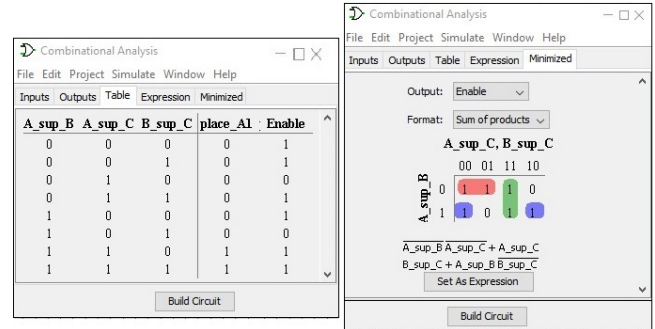 Combinational Analysis
File Edit Project Simulate Window Help
Inputs Outputs Table Expression Minimized
A_sup_B A_sup_C B_sup_C place_A1 Enable
0 0 0 0 1
0 0 1 0 1
0 1 0 0 0
0 1 1 0 1
1 0 0 0 1
1 0 1 0 0
1 1 0 1 1
1 1 1 1 1
Build Circuit
Combinational Analysis
File Edit Project Simulate Window Help
Inputs Outputs Table Expression Minimized
Output: Enable
Format: Sum of products
A_sup_C, B_sup_C
00 01 11 10
A_sup_B
0 1 1 1 0
1 1 0 1 1
A_sup_B A_sup_C + A_sup_C
B_sup_C + A_sup_B B_sup_C
Set As Expression
Build Circuit